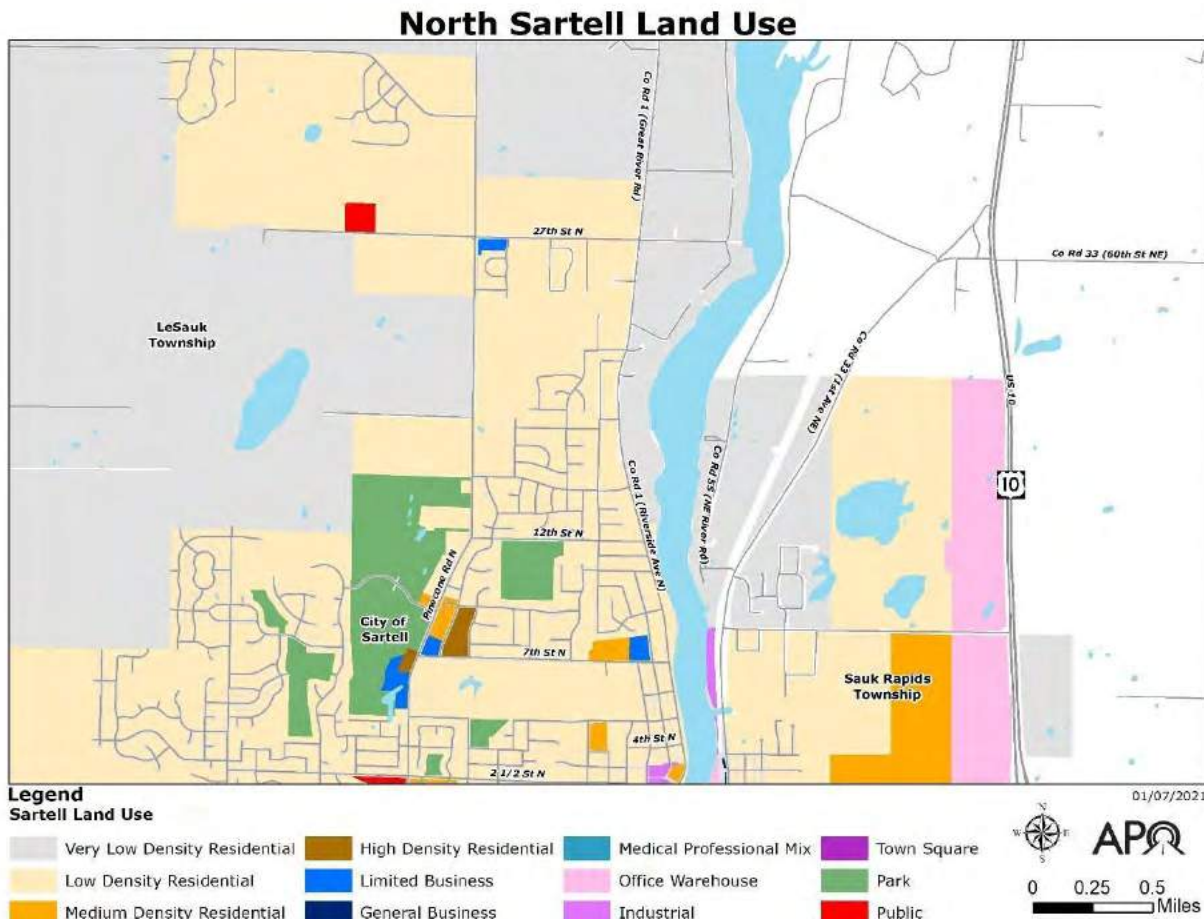 North Sartell Land Use
Co Rd 1 (Great River Rd)
27th St N
Co Rd 33 (60th St NE)
LeSauk
Township
Co Rd 33 (1st Ave NE)
US 10
10
Co Rd 1 (Riverside Ave N)
Co Rd 55 (NE River Rd)
12th St N
Pinecone Rd N
City of
Sartell
7th St N
Sauk Rapids
Township
4th St N
2 1/2 St N
Legend
01/07/2021
Sartell Land Use
Very Low Density Residential
High Density Residential
Medical Professional Mix
Town Square
Low Density Residential
Limited Business
Office Warehouse
Park
Medium Density Residential
General Business
Industrial
Public
N
W
E
S
APO
0 0.25 0.5
Miles